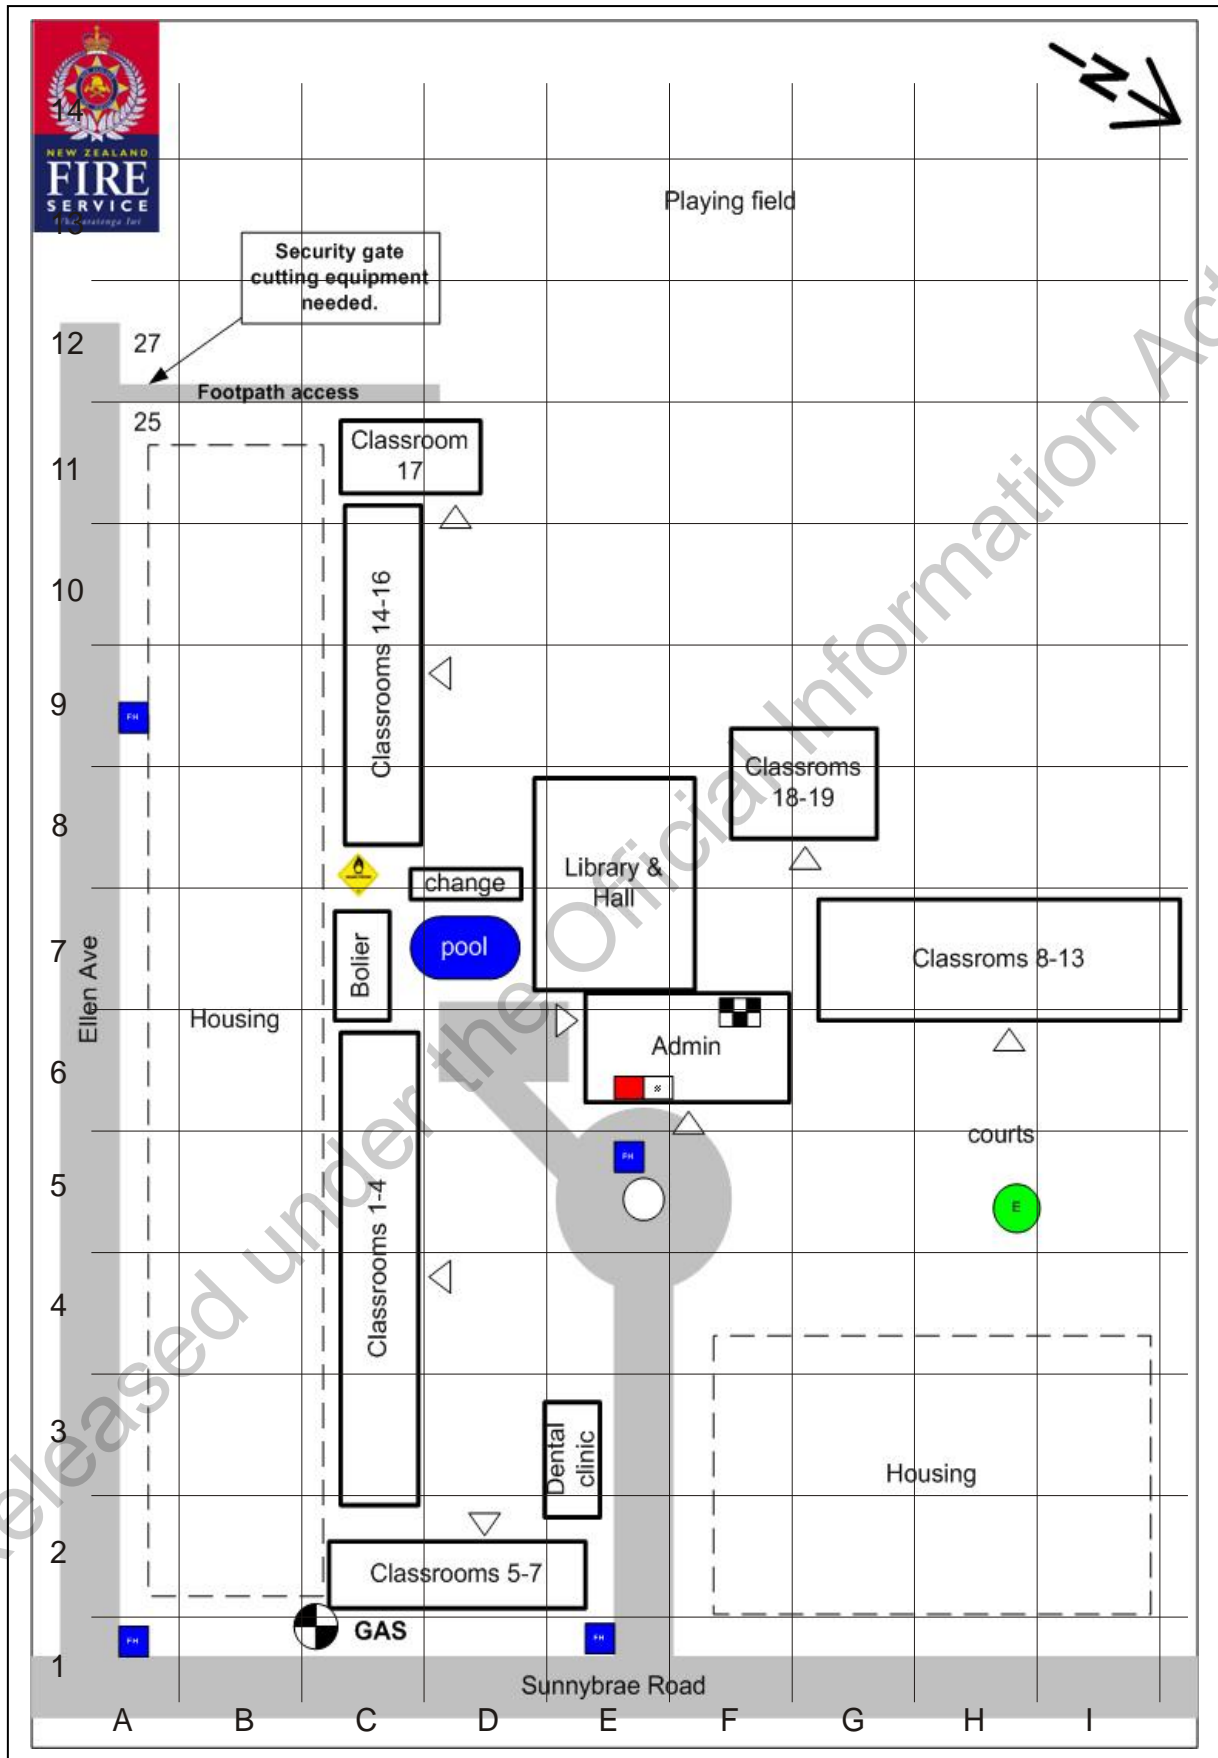 14
NEW ZEALAND
FIRE
SERVICE
Whakaratonga Iwi
13
N
Playing field
Security gate
cutting equipment
needed.
12
27
Footpath access
25
11
Classroom
17
10
Classrooms 14-16
9
FH
Classroms
18-19
8
Library &
Hall
change
7
Ellen Ave
Bolier
pool
Classroms 8-13
Housing
Admin
6
courts
FH
5
E
Classrooms 1-4
4
3
Dental
clinic
Housing
2
Classrooms 5-7
FH
GAS
FH
1
Sunnybrae Road
A B C D E F G H I
Released under the Official Information Act